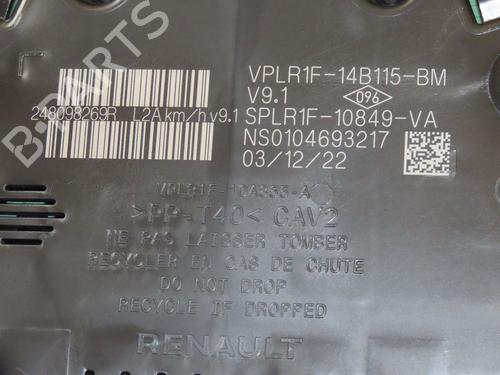 VPLR1F-14B115-BM
V9.1
096
248098269R L2A km/h v9.1
SPLR1F-10849-VA
NS0104693217
03/12/22
>PP-T40< CAV2
NE PAS LAISSER TOMBER
RECYCLER EN CAS DE CHUTE
DO NOT DROP
RECYCLE IF DROPPED
RENAULT
B-PARTS